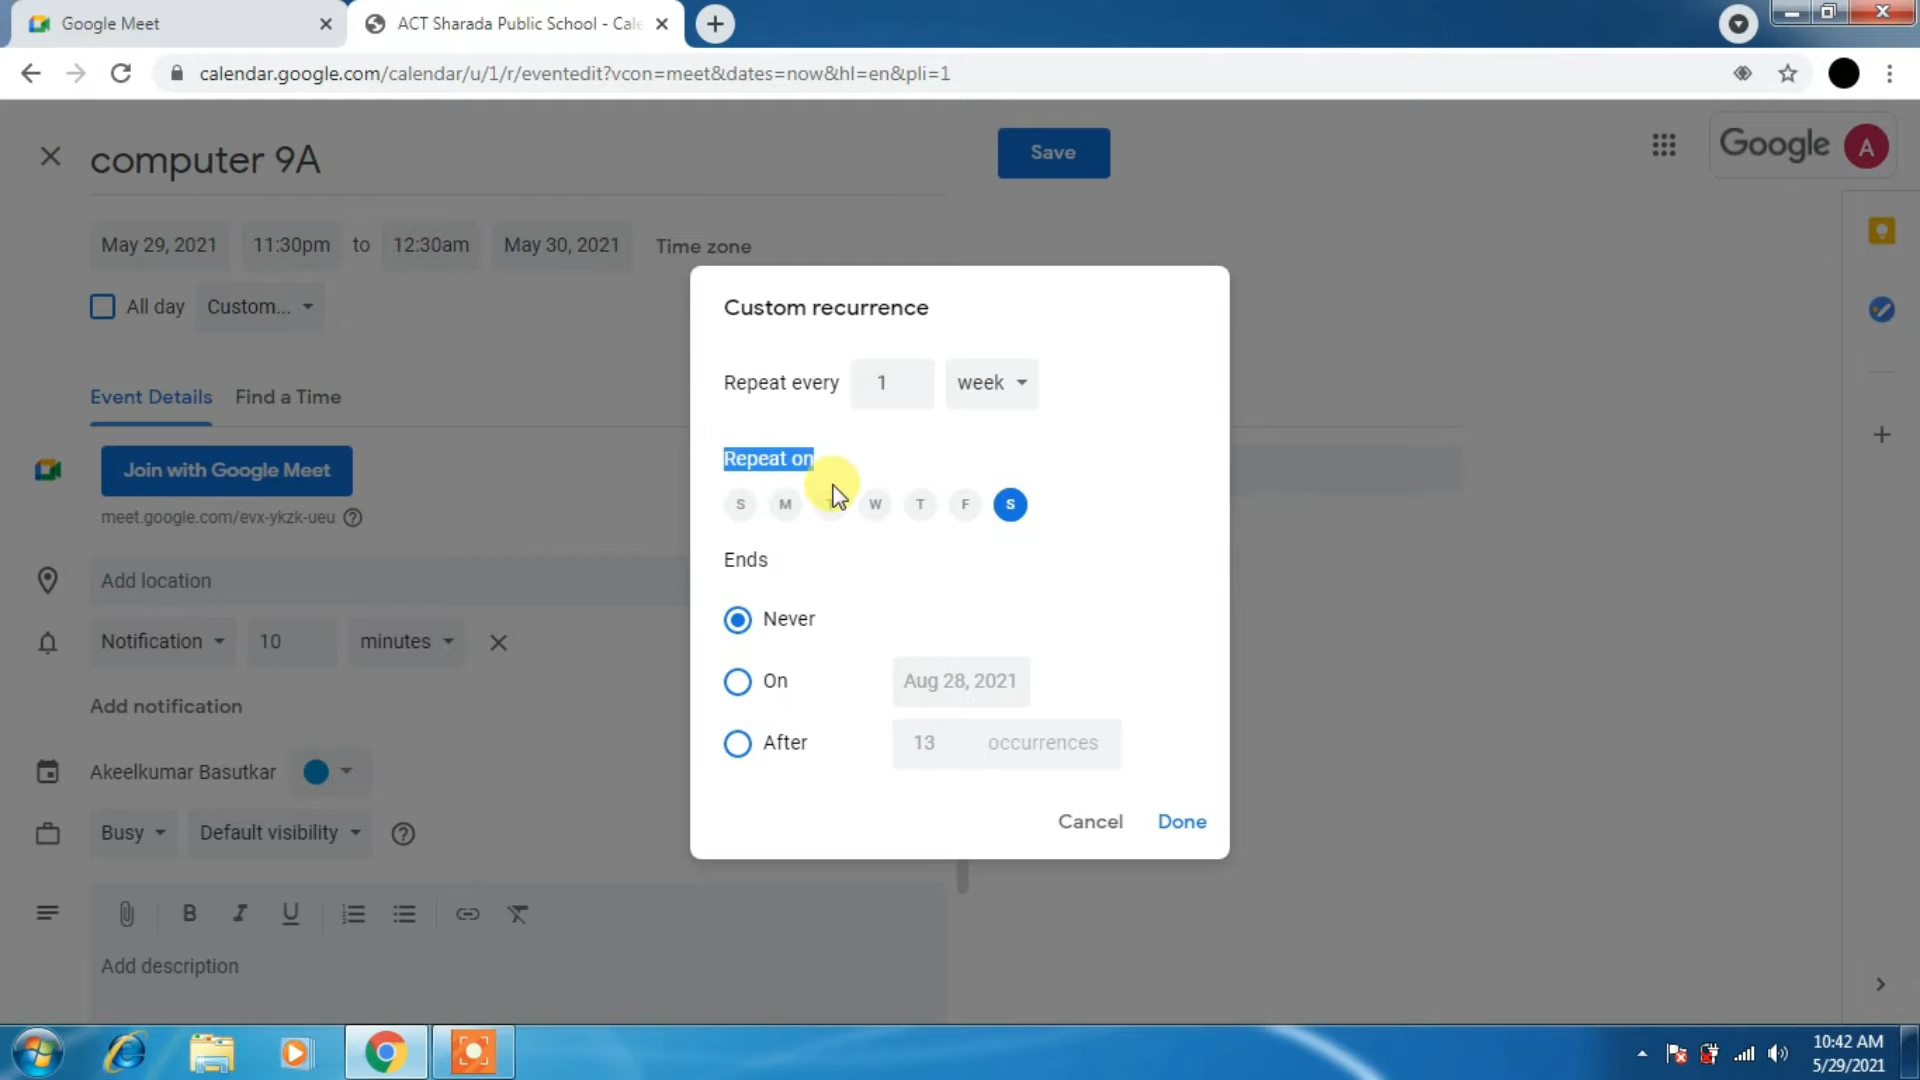 Google Meet
ACT Sharada Public School - Cale
calendar.google.com/calendar/u/1/r/eventedit?vcon=meet&dates=now&hl=en&pli=1
computer 9A
Save
Google
A
May 29, 2021
11:30pm
to
12:30am
May 30, 2021
Time zone
All day
Custom...
Event Details
Find a Time
Join with Google Meet
meet.google.com/evx-ykzk-ueu
Add location
Notification
10
minutes
Add notification
Akeelkumar Basutkar
Busy
Default visibility
B
I
U
Add description
Custom recurrence
Repeat every
1
week
Repeat on
S
M
T
W
T
F
S
Ends
Never
On
Aug 28, 2021
After
13
occurrences
Cancel
Done
10:42 AM
5/29/2021